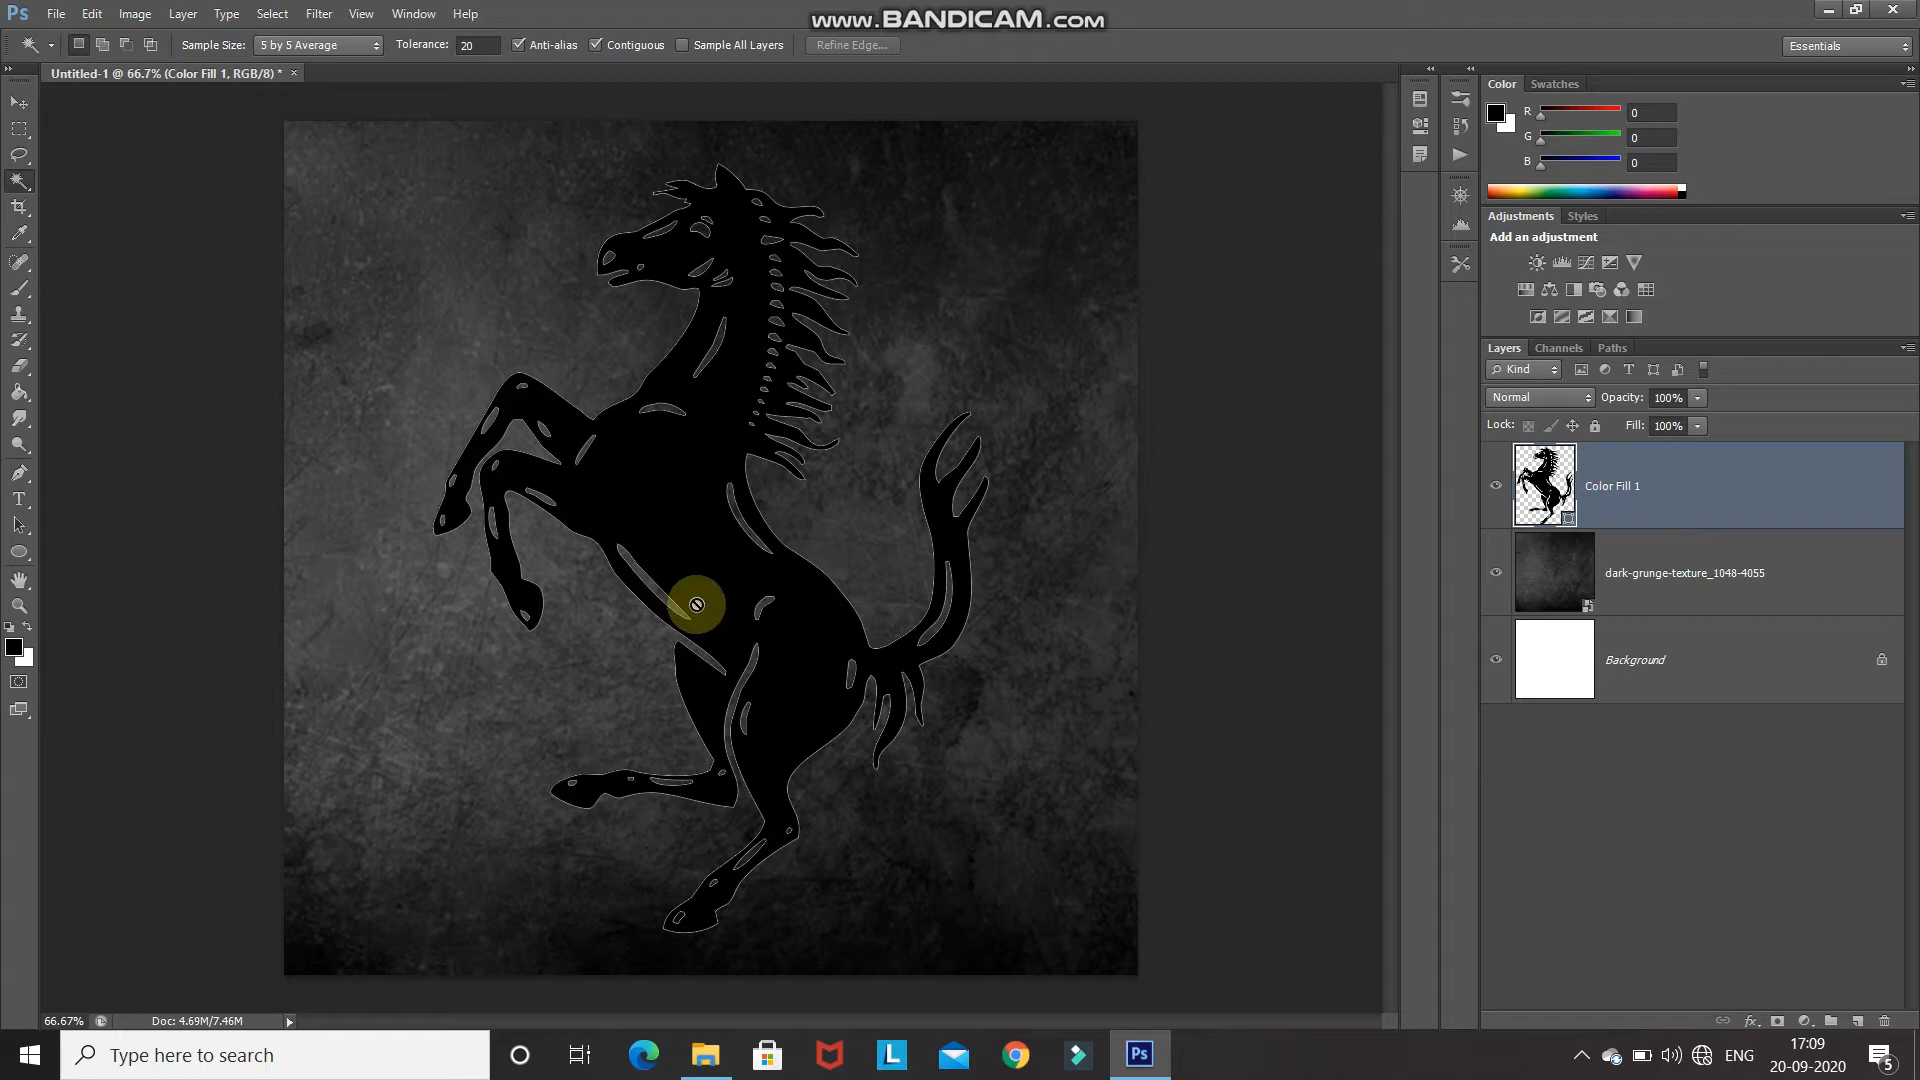 Ps File Edit Image Layer Type Select Filter View Window Help
www.BANDICAM.com
Sample Size: 5 by 5 Average Tolerance: 20 Anti-alias Contiguous Sample All Layers Refine Edge... Essentials
Untitled-1 @ 66.7% (Color Fill 1, RGB/8) * ×
Color Swatches
R 0
G 0
B 0
Adjustments Styles
Add an adjustment
Layers Channels Paths
Kind
Normal Opacity: 100%
Lock: Fill: 100%
Color Fill 1
dark-grunge-texture_1048-4055
Background
T
fx
66.67% Doc: 4.69M/7.46M
Type here to search
L
Ps
ENG
17:09
20-09-2020
5